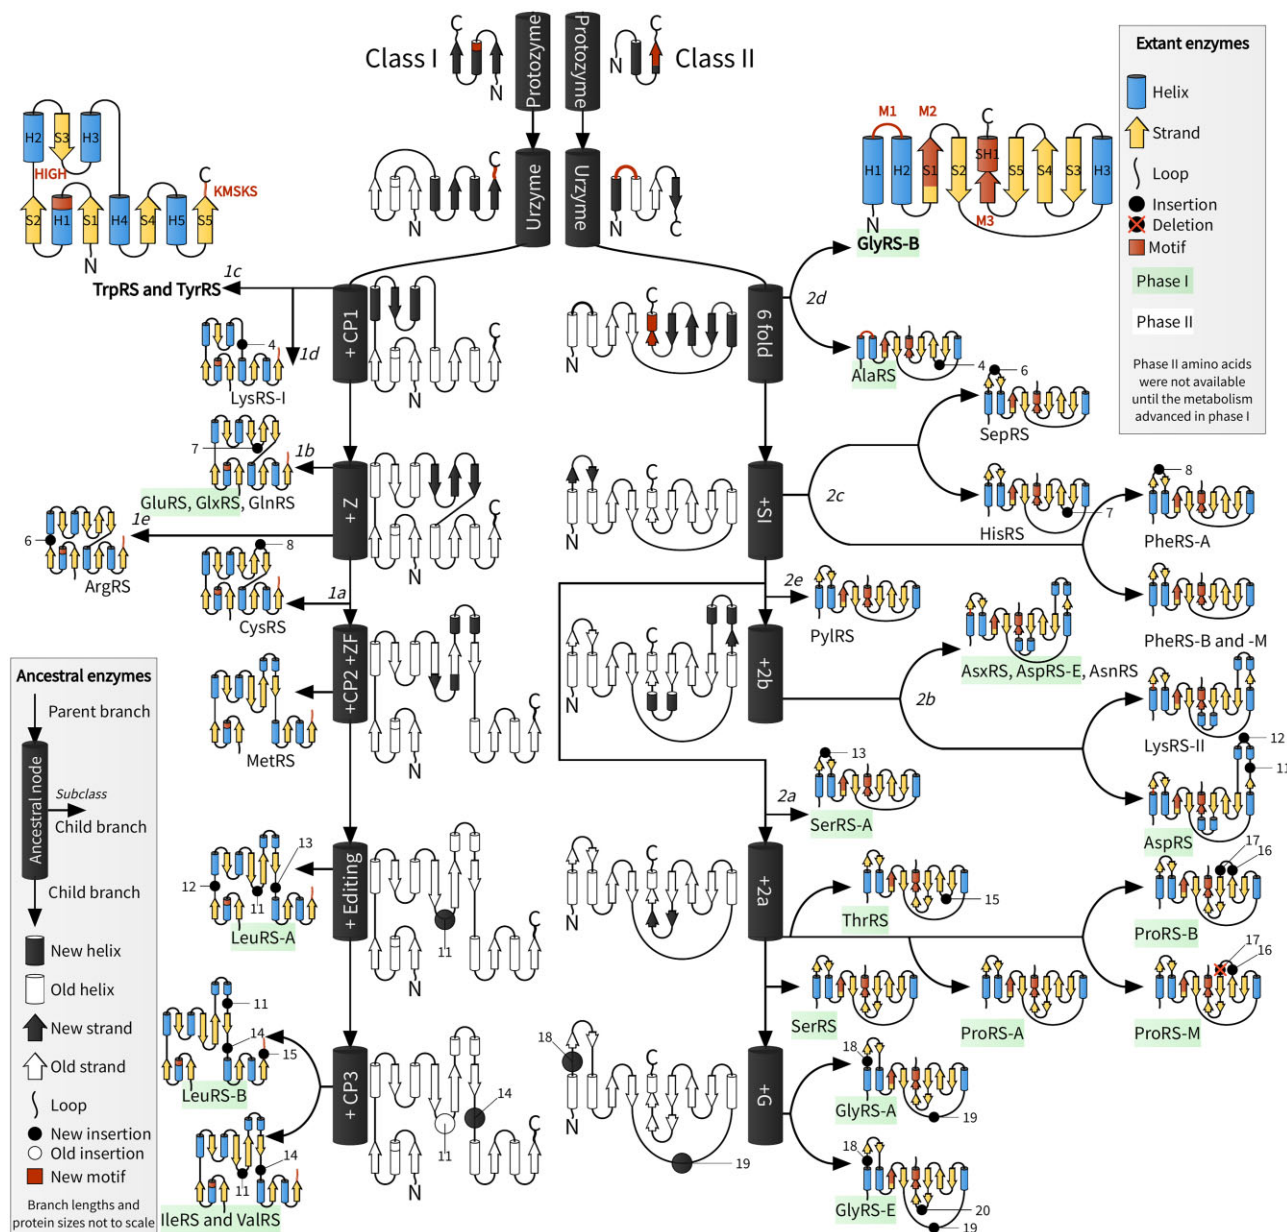 Class I
C
N
Protozyme
Protozyme
N
C
Class II
Urzyme
Urzyme
C
N
N
C
H2
S3
H3
HIGH
S2
H1
S1
H4
S4
H5
S5
C
KMSKS
N
M1
M2
C
H1
H2
S1
S2
SH1
S5
S4
S3
H3
N
M3
GlyRS-B
Extant enzymes
Helix
Strand
Loop
Insertion
Deletion
Motif
Phase I
Phase II
Phase II amino acids
were not available
until the metabolism
advanced in phase I
1c
TrpRS and TyrRS
4
1d
LysRS-I
+ CP1
C
N
C
N
6 fold
2d
AlaRS
4
6
SepRS
7
1b
GluRS, GlxRS, GlnRS
+ Z
C
N
C
N
+SI
2c
HisRS
7
8
PheRS-A
PheRS-B and -M
6
1e
ArgRS
8
1a
CysRS
2e
PylRS
+CP2 +ZF
C
N
C
N
+2b
AsxRS, AspRS-E, AsnRS
2b
LysRS-II
12
11
AspRS
MetRS
Ancestral enzymes
Parent branch
Ancestral node
Subclass
Child branch
Child branch
New helix
Old helix
New strand
Old strand
Loop
New insertion
Old insertion
New motif
Branch lengths and
protein sizes not to scale
13
2a
SerRS-A
12
11
13
LeuRS-A
+ Editing
11
C
N
C
N
+2a
ThrRS
15
17
16
ProRS-B
SerRS
ProRS-A
17
16
ProRS-M
11
14
15
LeuRS-B
+ CP3
14
11
C
N
18
C
N
19
+G
18
GlyRS-A
19
14
11
IleRS and ValRS
18
GlyRS-E
20
19